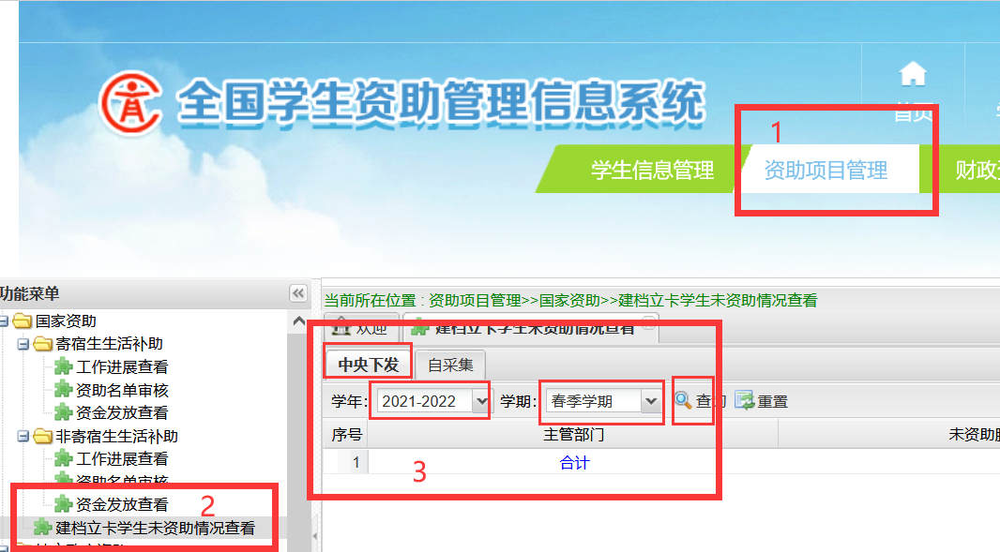 全国学生资助管理信息系统
首页
1
学生信息管理 资助项目管理 财政
功能菜单
国家资助
寄宿生生活补助
工作进展查看
资助名单审核
资金发放查看
非寄宿生生活补助
工作进展查看
资助名单审核
资金发放查看
2
建档立卡学生未资助情况查看
当前所在位置 : 资助项目管理>>国家资助>>建档立卡学生未资助情况查看
欢迎 建档立卡学生未资助情况查看
中央下发 自采集
学年: 2021-2022 学期: 春季学期 查询 重置
序号 主管部门 未资助
1 合计
3